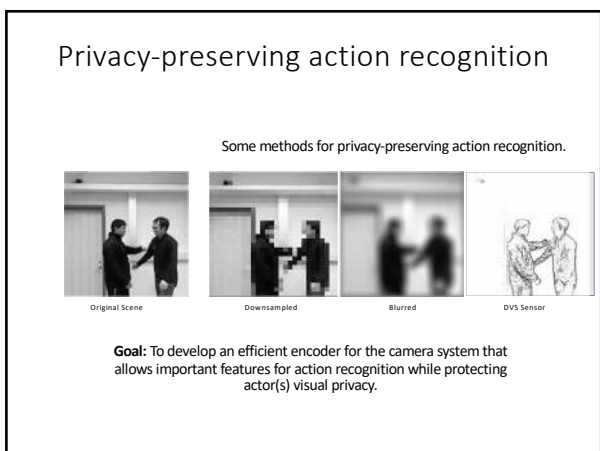 Privacy-preserving action recognition
Some methods for privacy-preserving action recognition.
Original Scene
Downsampled
Blurred
DVS Sensor
Goal: To develop an efficient encoder for the camera system that
allows important features for action recognition while protecting
actor(s) visual privacy.